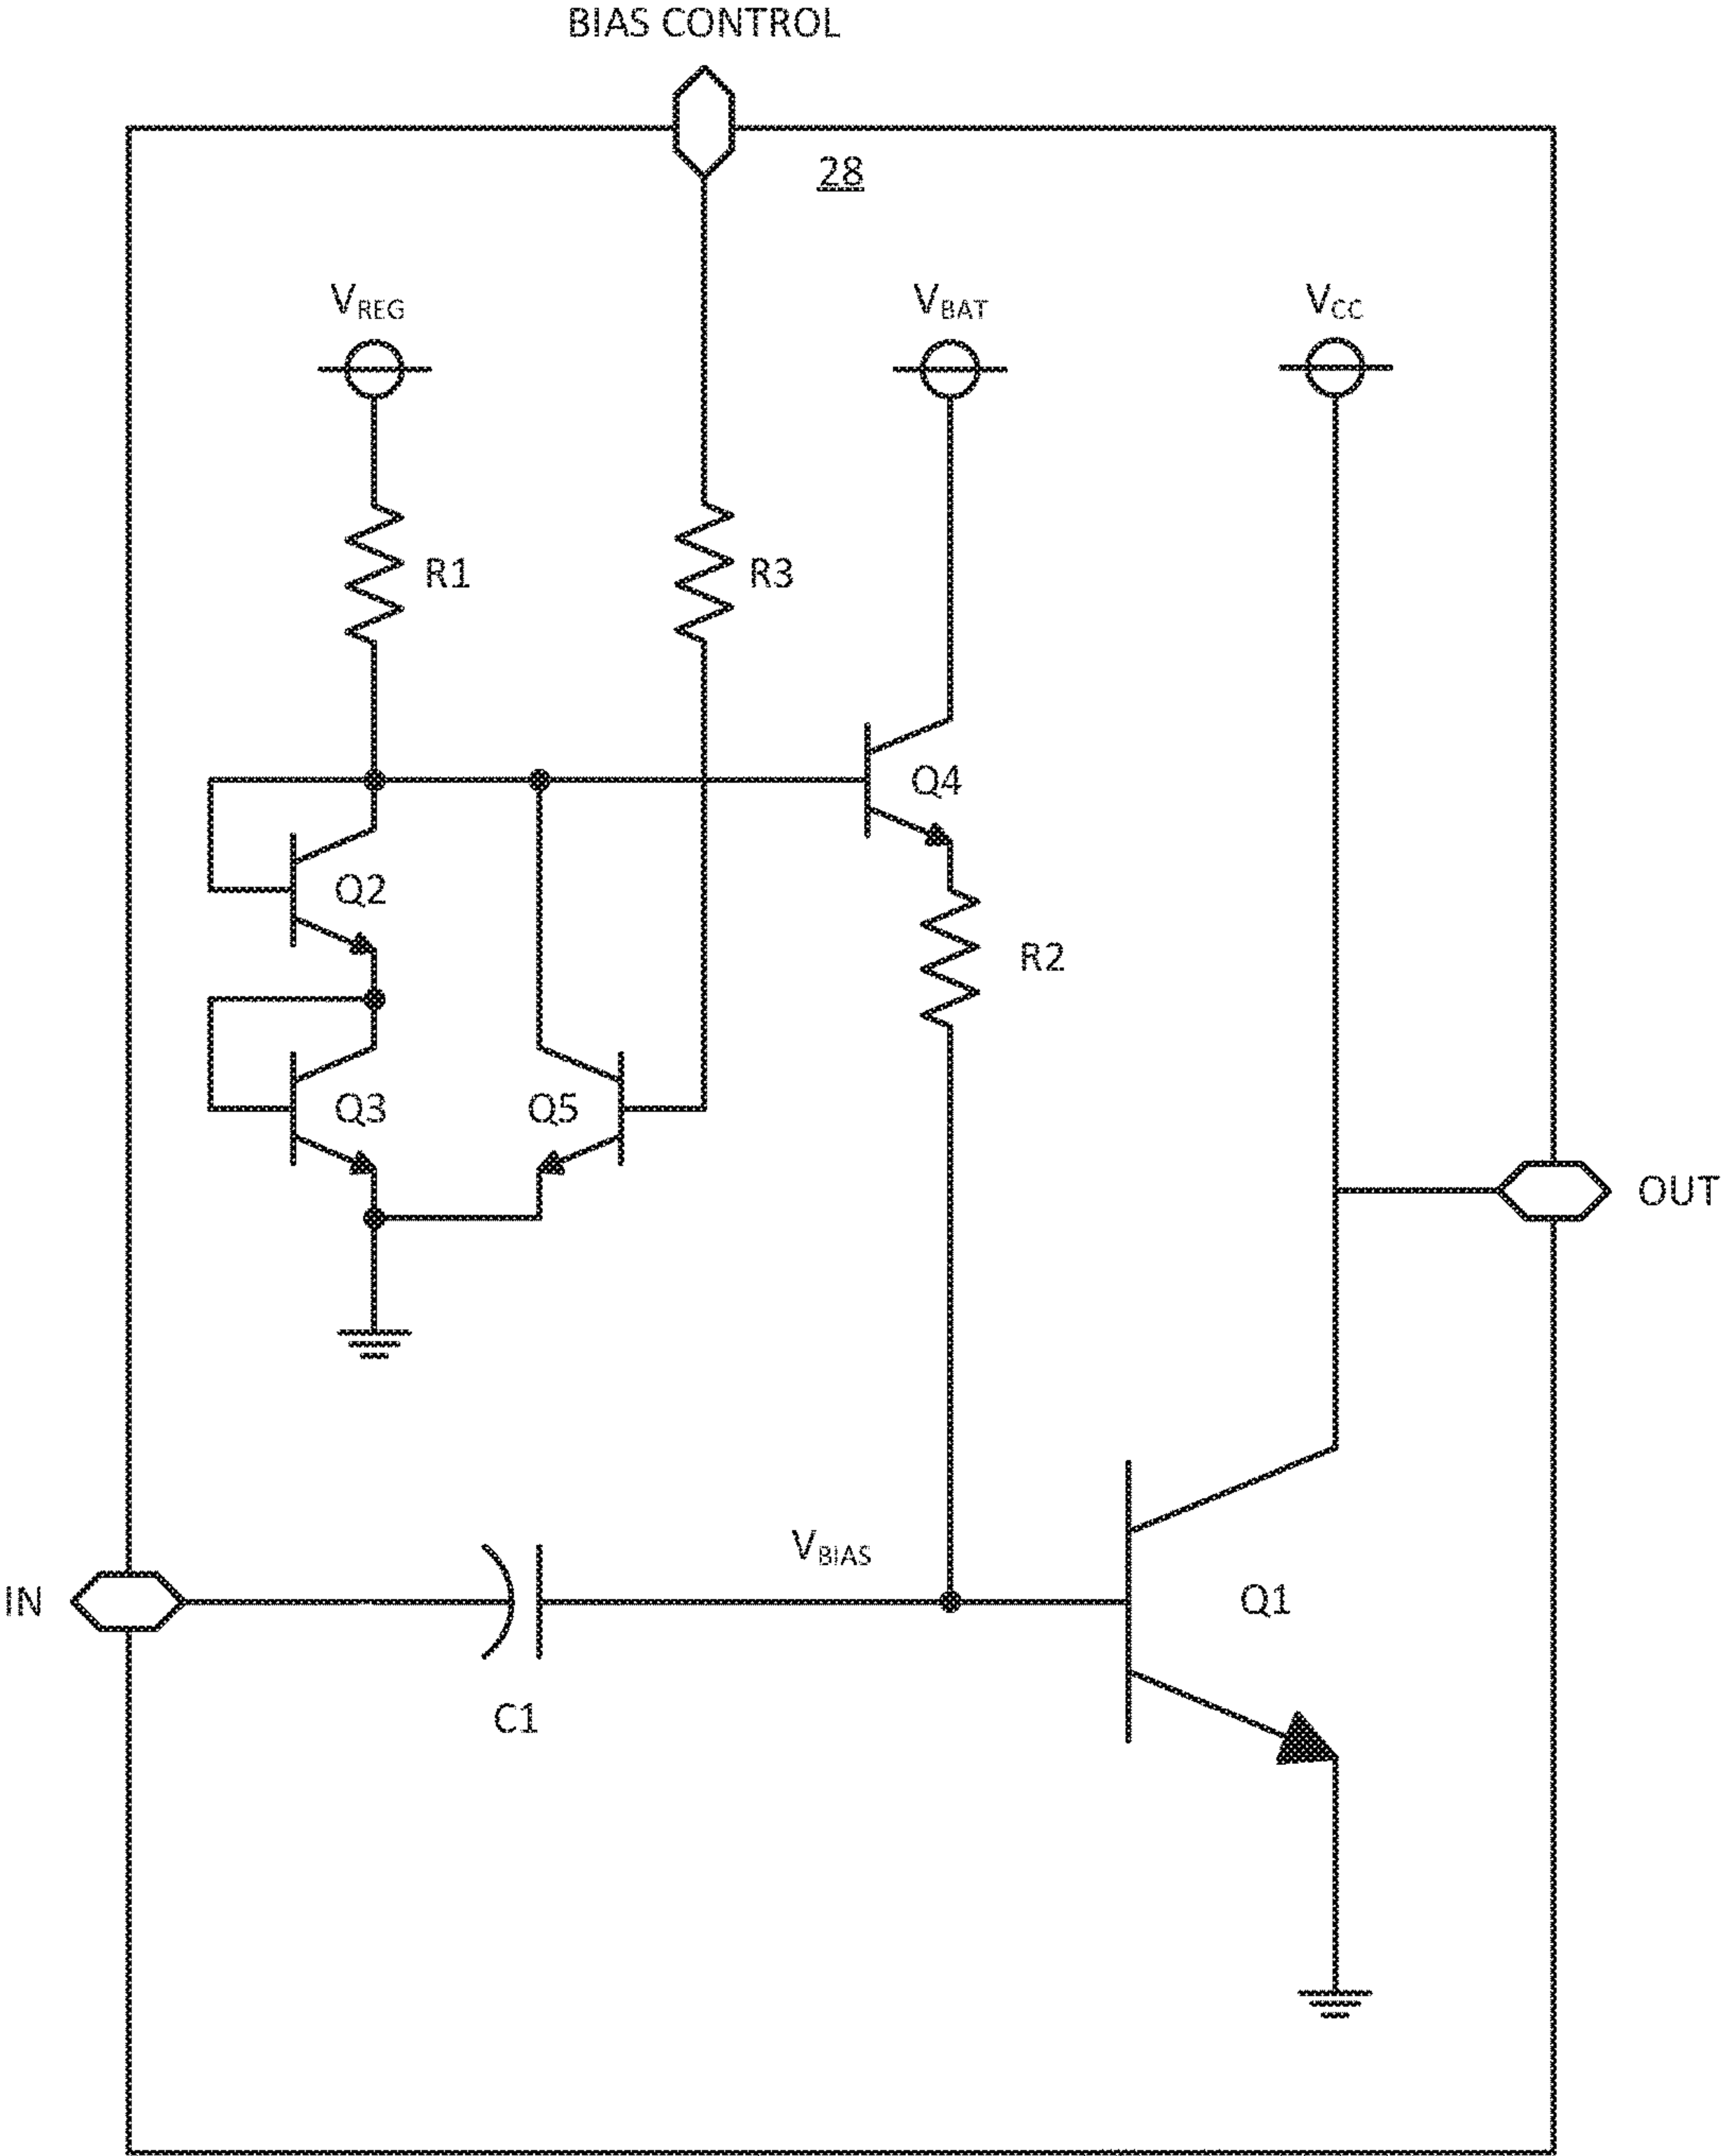 BIAS CONTROL
28
VREG
VBAT
VCC
R1
R3
Q4
Q2
R2
Q3
Q5
OUT
VBIAS
IN
Q1
C1